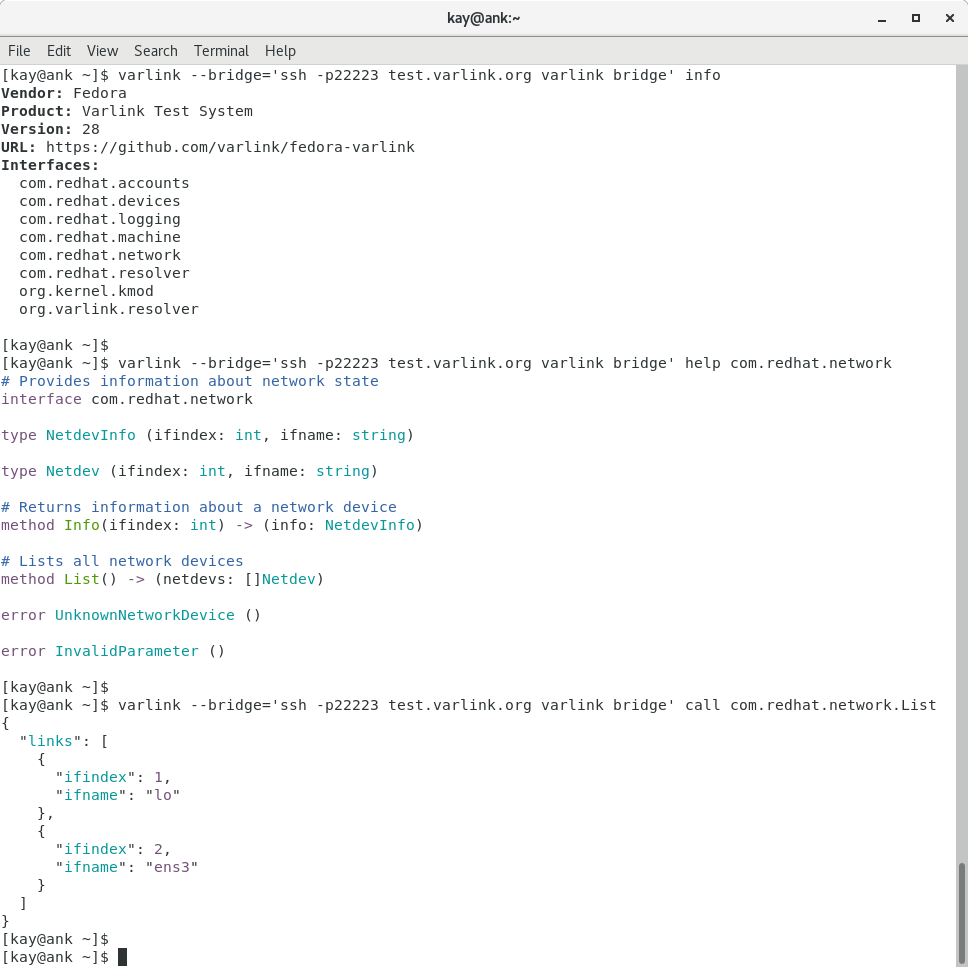 kay@ank:~
File Edit View Search Terminal Help
[kay@ank ~]$ varlink --bridge='ssh -p22223 test.varlink.org varlink bridge' info
Vendor: Fedora
Product: Varlink Test System
Version: 28
URL: https://github.com/varlink/fedora-varlink
Interfaces:
  com.redhat.accounts
  com.redhat.devices
  com.redhat.logging
  com.redhat.machine
  com.redhat.network
  com.redhat.resolver
  org.kernel.kmod
  org.varlink.resolver

[kay@ank ~]$
[kay@ank ~]$ varlink --bridge='ssh -p22223 test.varlink.org varlink bridge' help com.redhat.network
# Provides information about network state
interface com.redhat.network

type NetdevInfo (ifindex: int, ifname: string)

type Netdev (ifindex: int, ifname: string)

# Returns information about a network device
method Info(ifindex: int) -> (info: NetdevInfo)

# Lists all network devices
method List() -> (netdevs: []Netdev)

error UnknownNetworkDevice ()

error InvalidParameter ()

[kay@ank ~]$
[kay@ank ~]$ varlink --bridge='ssh -p22223 test.varlink.org varlink bridge' call com.redhat.network.List
{
  "links": [
    {
      "ifindex": 1,
      "ifname": "lo"
    },
    {
      "ifindex": 2,
      "ifname": "ens3"
    }
  ]
}
[kay@ank ~]$
[kay@ank ~]$